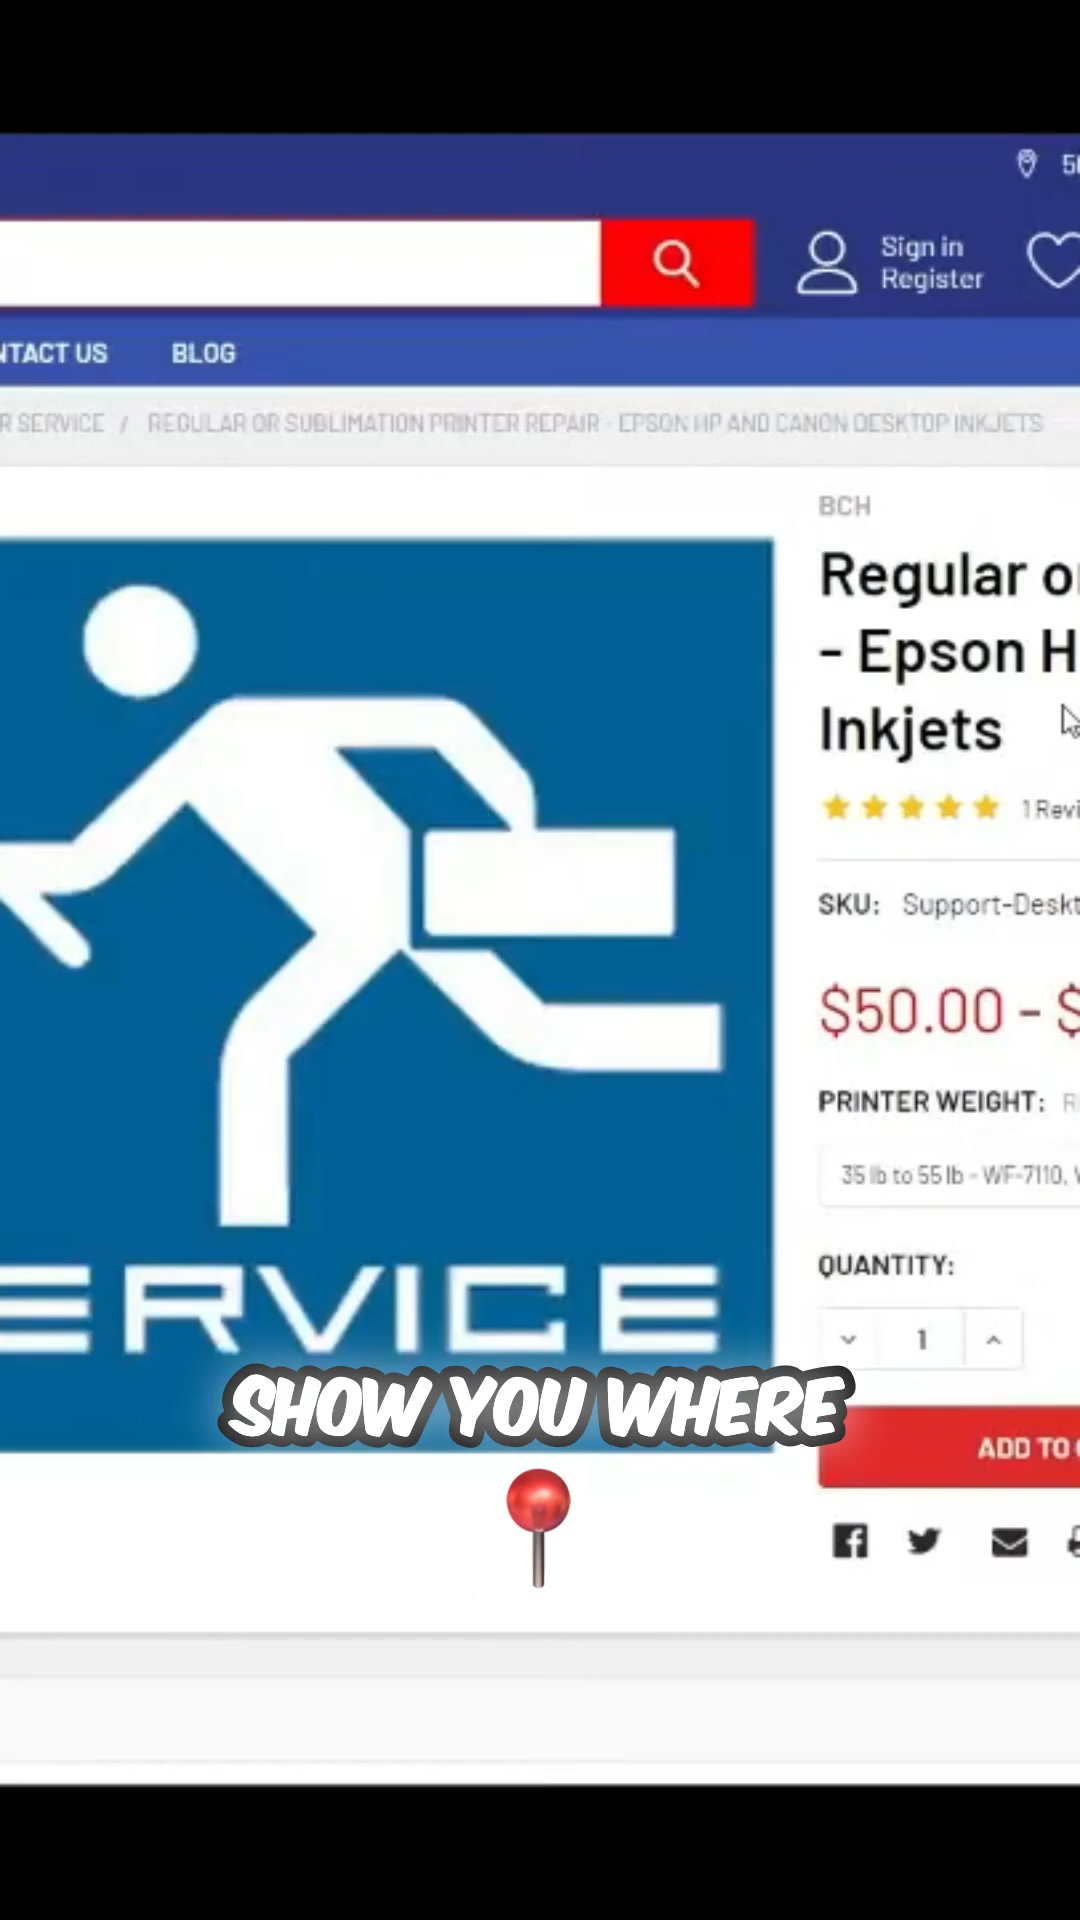 Sign in
Register
NTACT US
BLOG
R SERVICE / REGULAR OR SUBLIMATION PRINTER REPAIR - EPSON HP AND CANON DESKTOP INKJETS
BCH
Regular o
- Epson H
Inkjets
1 Revi
SKU: Support-Deskt
$50.00 - $
PRINTER WEIGHT: R
35 lb to 55 lb - WF-7110,
QUANTITY:
1
ERVICE
SHOW YOU WHERE
ADD TO